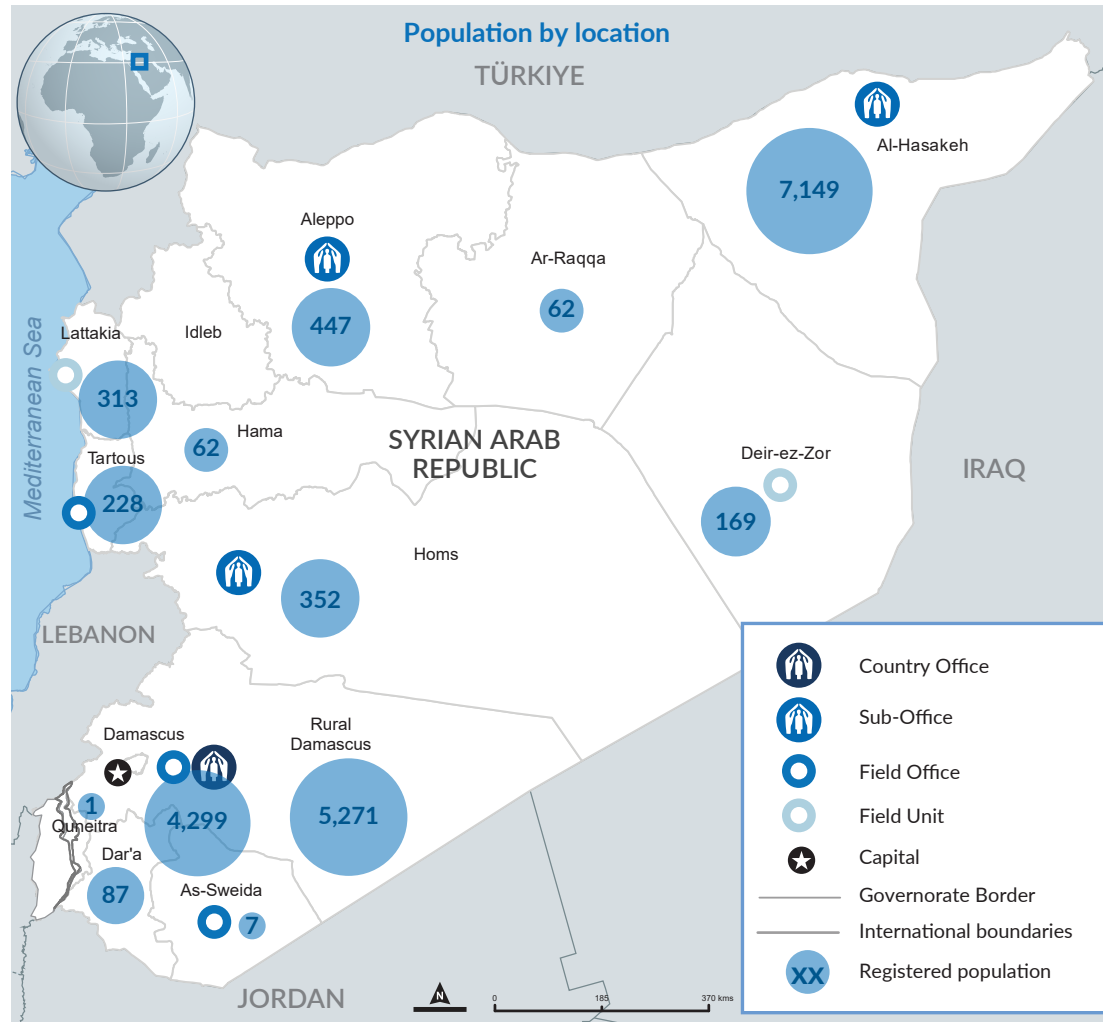 Population by location
TÜRKIYE
Al-Hasakeh
7,149
Aleppo
447
Ar-Raqqa
62
Mediterranean Sea
Lattakia
313
Idleb
Hama
62
SYRIAN ARAB
REPUBLIC
Tartous
228
Deir-ez-Zor
169
IRAQ
Homs
352
LEBANON
Damascus
4,299
Rural
Damascus
5,271
1
Quneitra
Dar'a
87
As-Sweida
7
JORDAN
N
0
185
370 kms
Country Office
Sub-Office
Field Office
Field Unit
Capital
Governorate Border
International boundaries
XX
Registered population